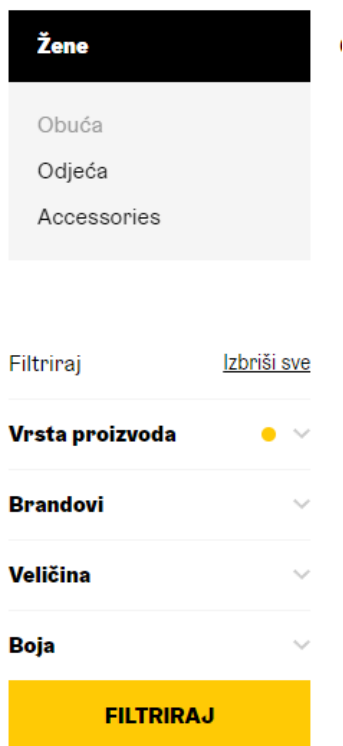 Žene
Obuća
Odjeća
Accessories
Filtriraj Izbriši sve
Vrsta proizvoda
Brandovi
Veličina
Boja
FILTRIRAJ